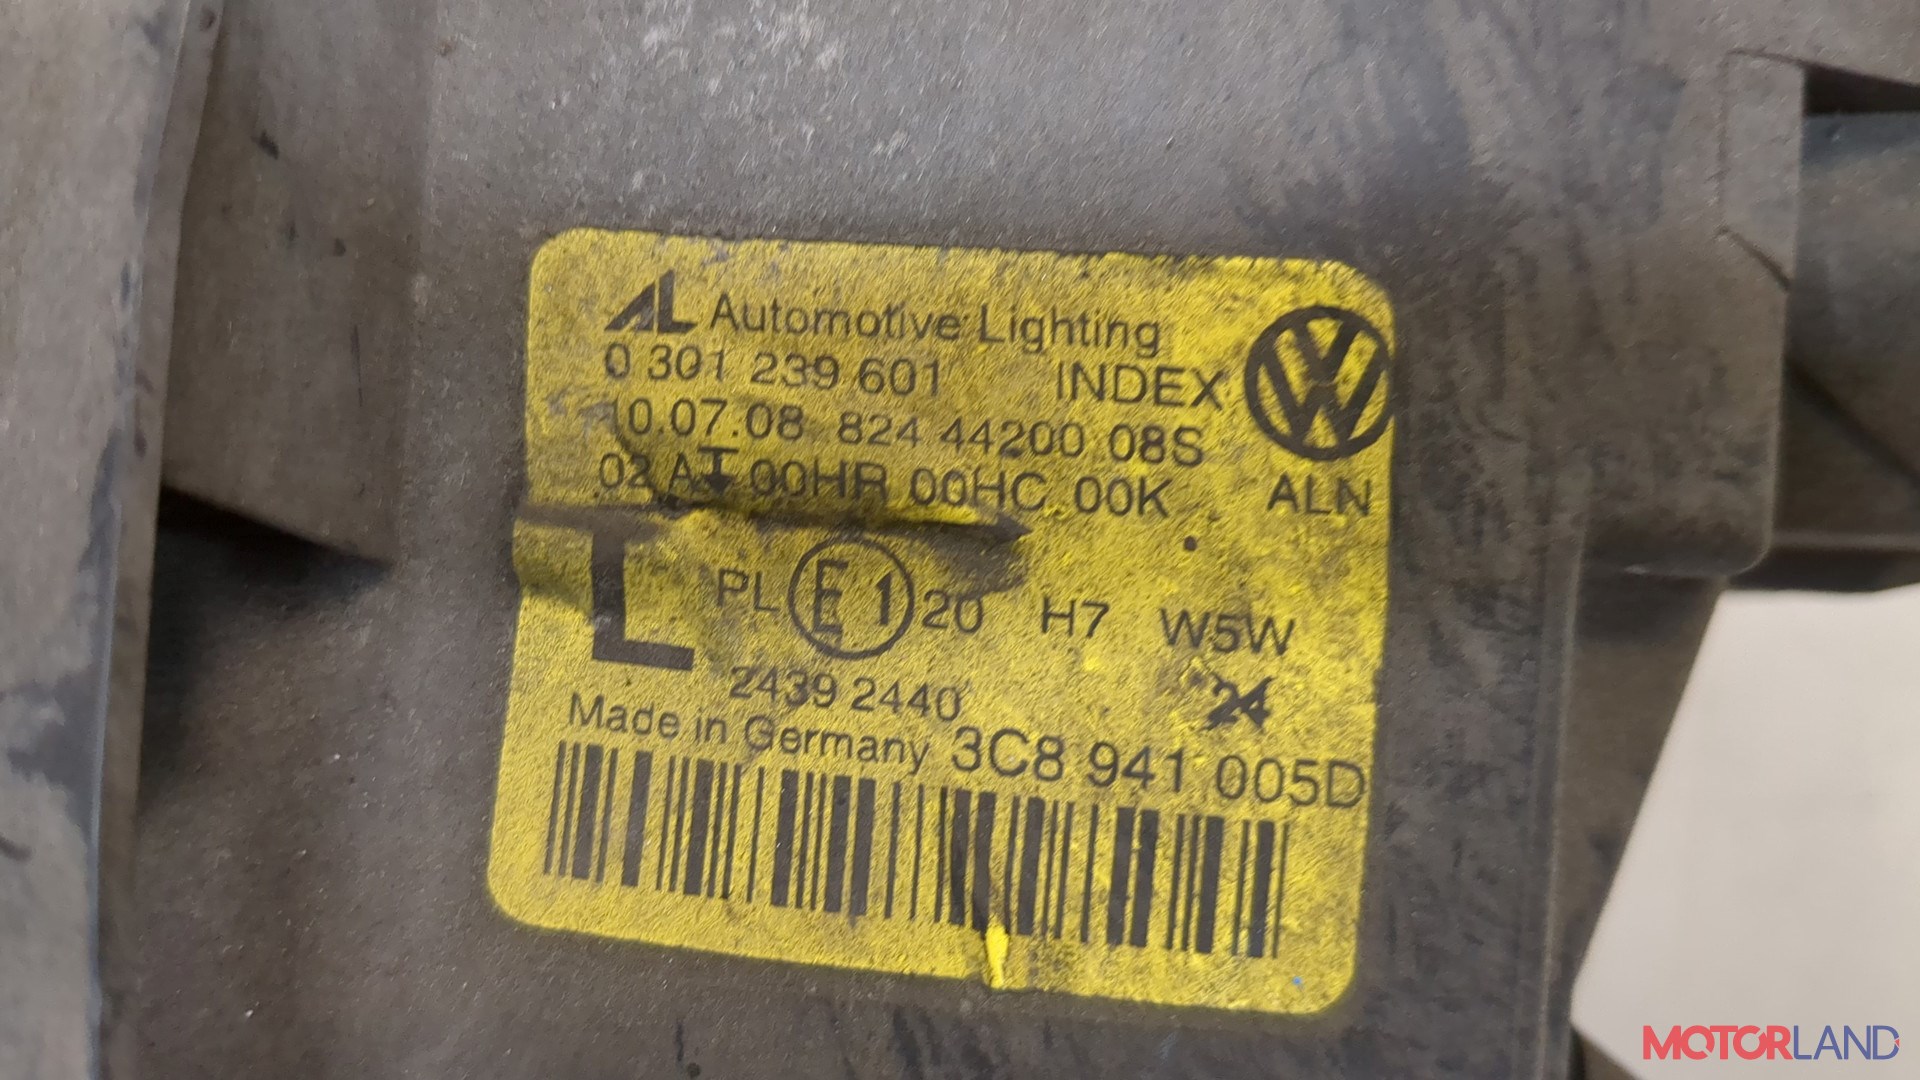 AL Automotive Lighting
0 301 239 601 INDEX
10.07.08 824 44200 08S
02 A 00HR 00HC 00K ALN
L PL E1 20 H7 W5W
2439 2440 24
Made in Germany 3C8 941 005D
MOTORLAND